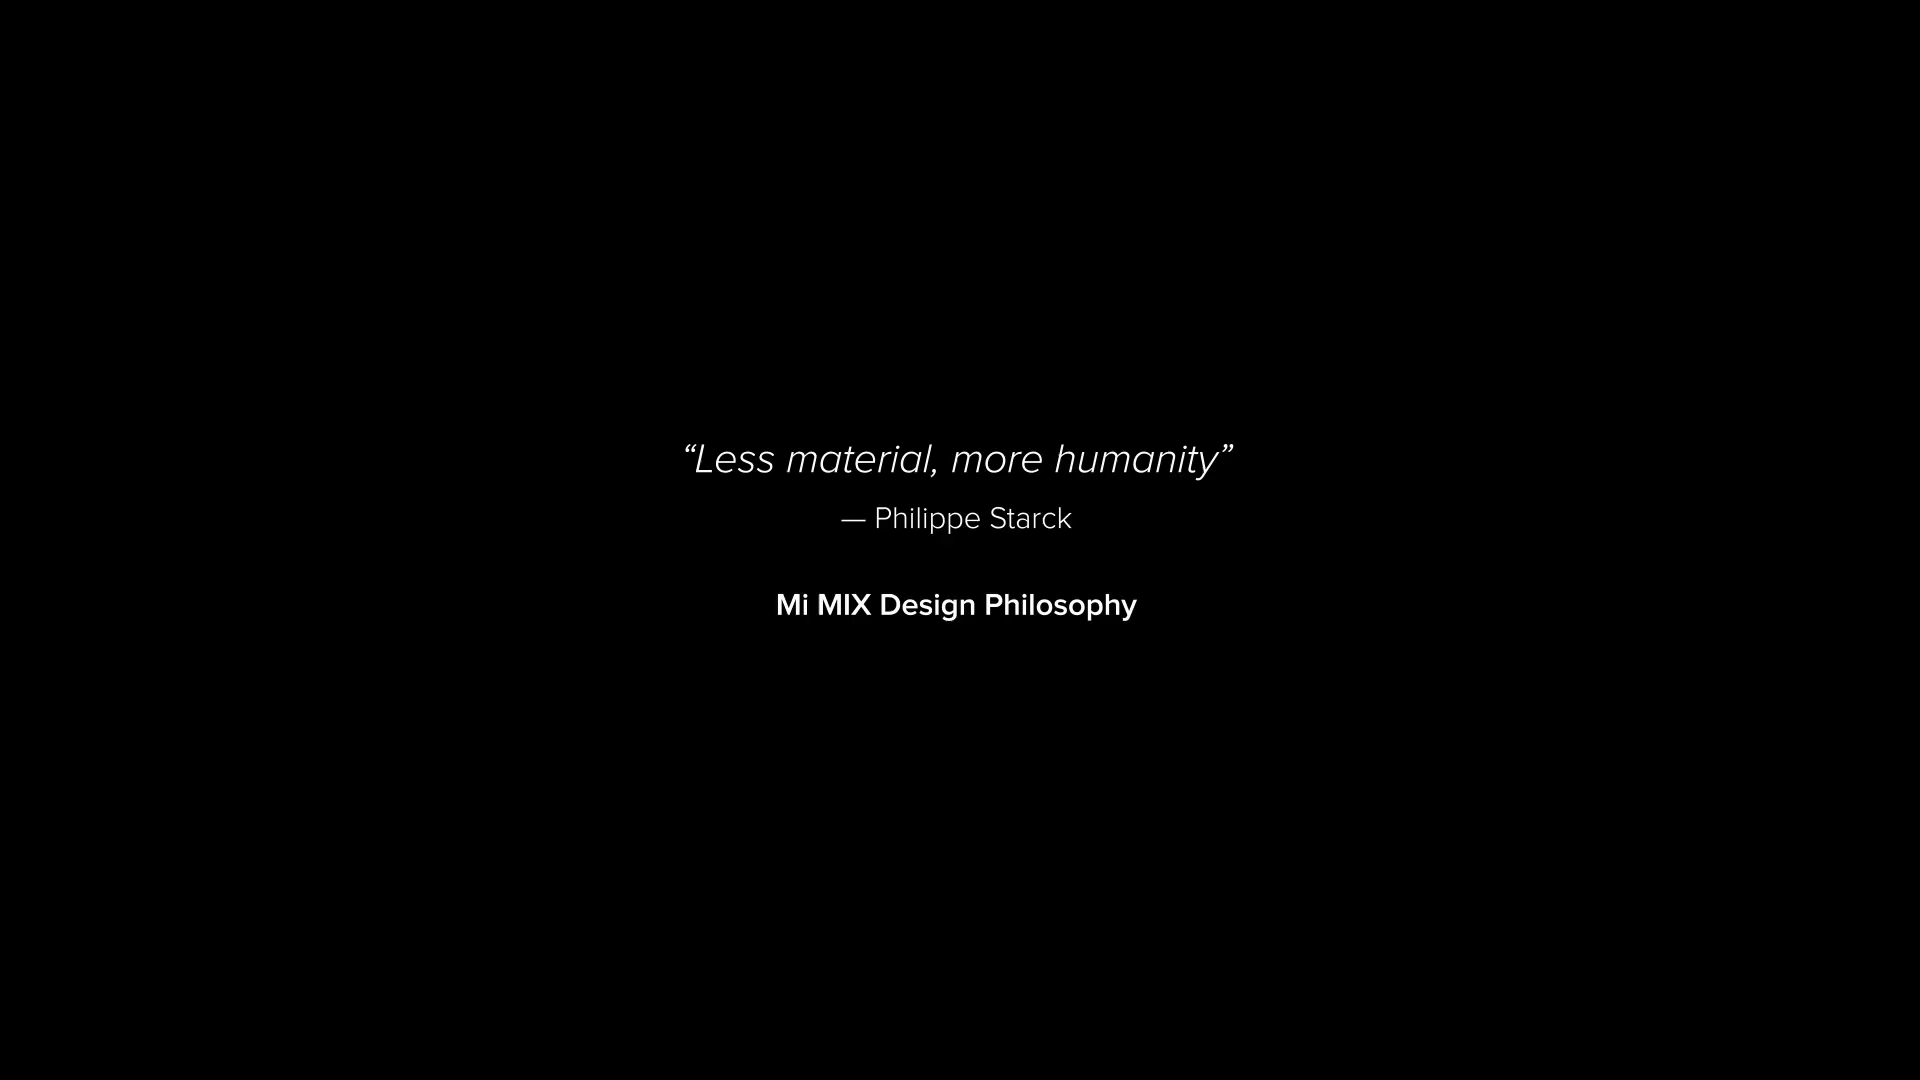 “Less material, more humanity”
— Philippe Starck
Mi MIX Design Philosophy